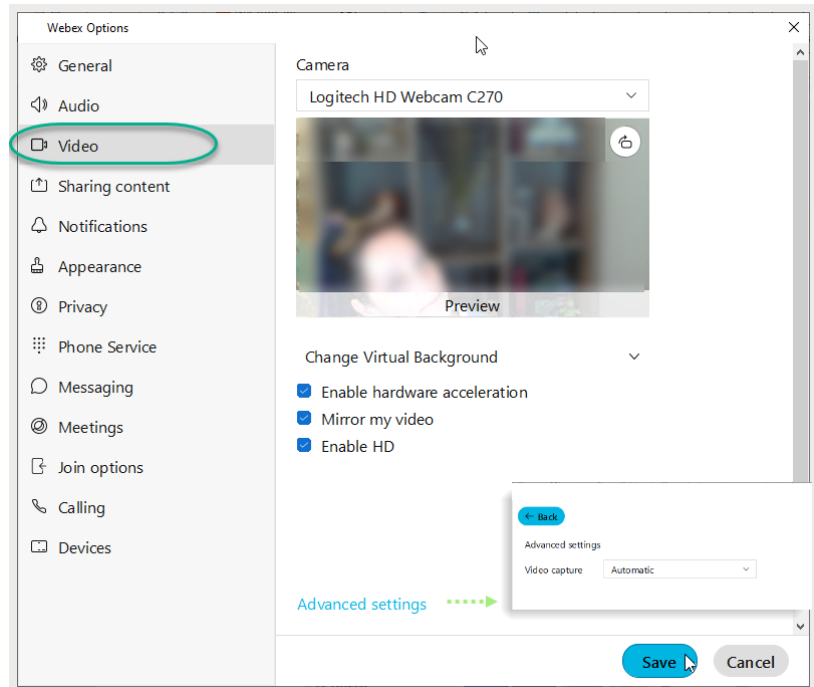 Webex Options
General
Audio
Video
Sharing content
Notifications
Appearance
Privacy
Phone Service
Messaging
Meetings
Join options
Calling
Devices
Camera
Logitech HD Webcam C270
Preview
Change Virtual Background
Enable hardware acceleration
Mirror my video
Enable HD
Advanced settings
Back
Advanced settings
Video capture Automatic
Save Cancel